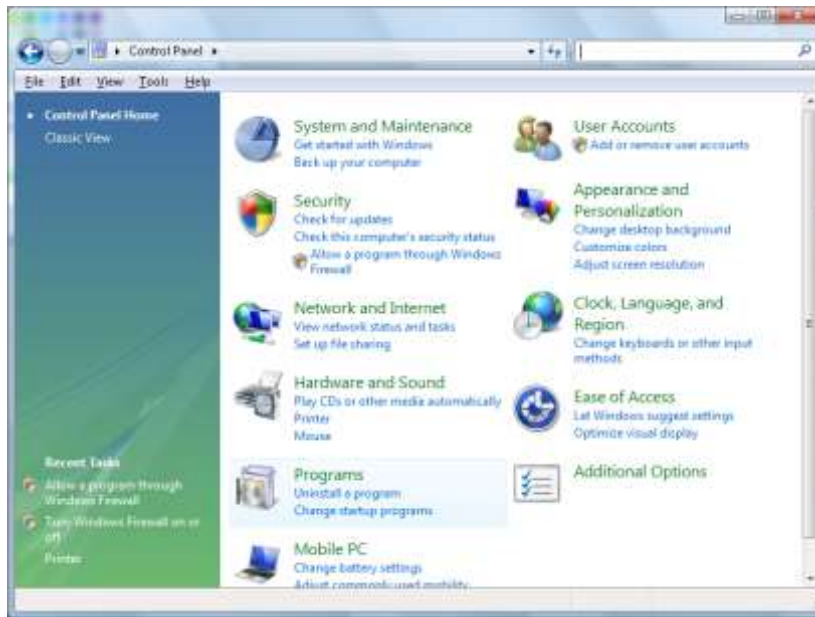 Control Panel
File Edit View Tools Help
Control Panel Home
Classic View
System and Maintenance
Get started with Windows
Back up your computer
Security
Check for updates
Check this computer's security status
Allow a program through Windows
Firewall
Network and Internet
View network status and tasks
Set up file sharing
Hardware and Sound
Play CDs or other media automatically
Printer
Mouse
Programs
Uninstall a program
Change startup programs
Mobile PC
Change battery settings
Adjust commonly used mobility
User Accounts
Add or remove user accounts
Appearance and
Personalization
Change desktop background
Customize colors
Adjust screen resolution
Clock, Language, and
Region
Change keyboards or other input
methods
Ease of Access
Let Windows suggest settings
Optimize visual display
Additional Options
Recent Tasks
Allow a program through
Windows Firewall
Turn Windows Firewall on or
off
Printer